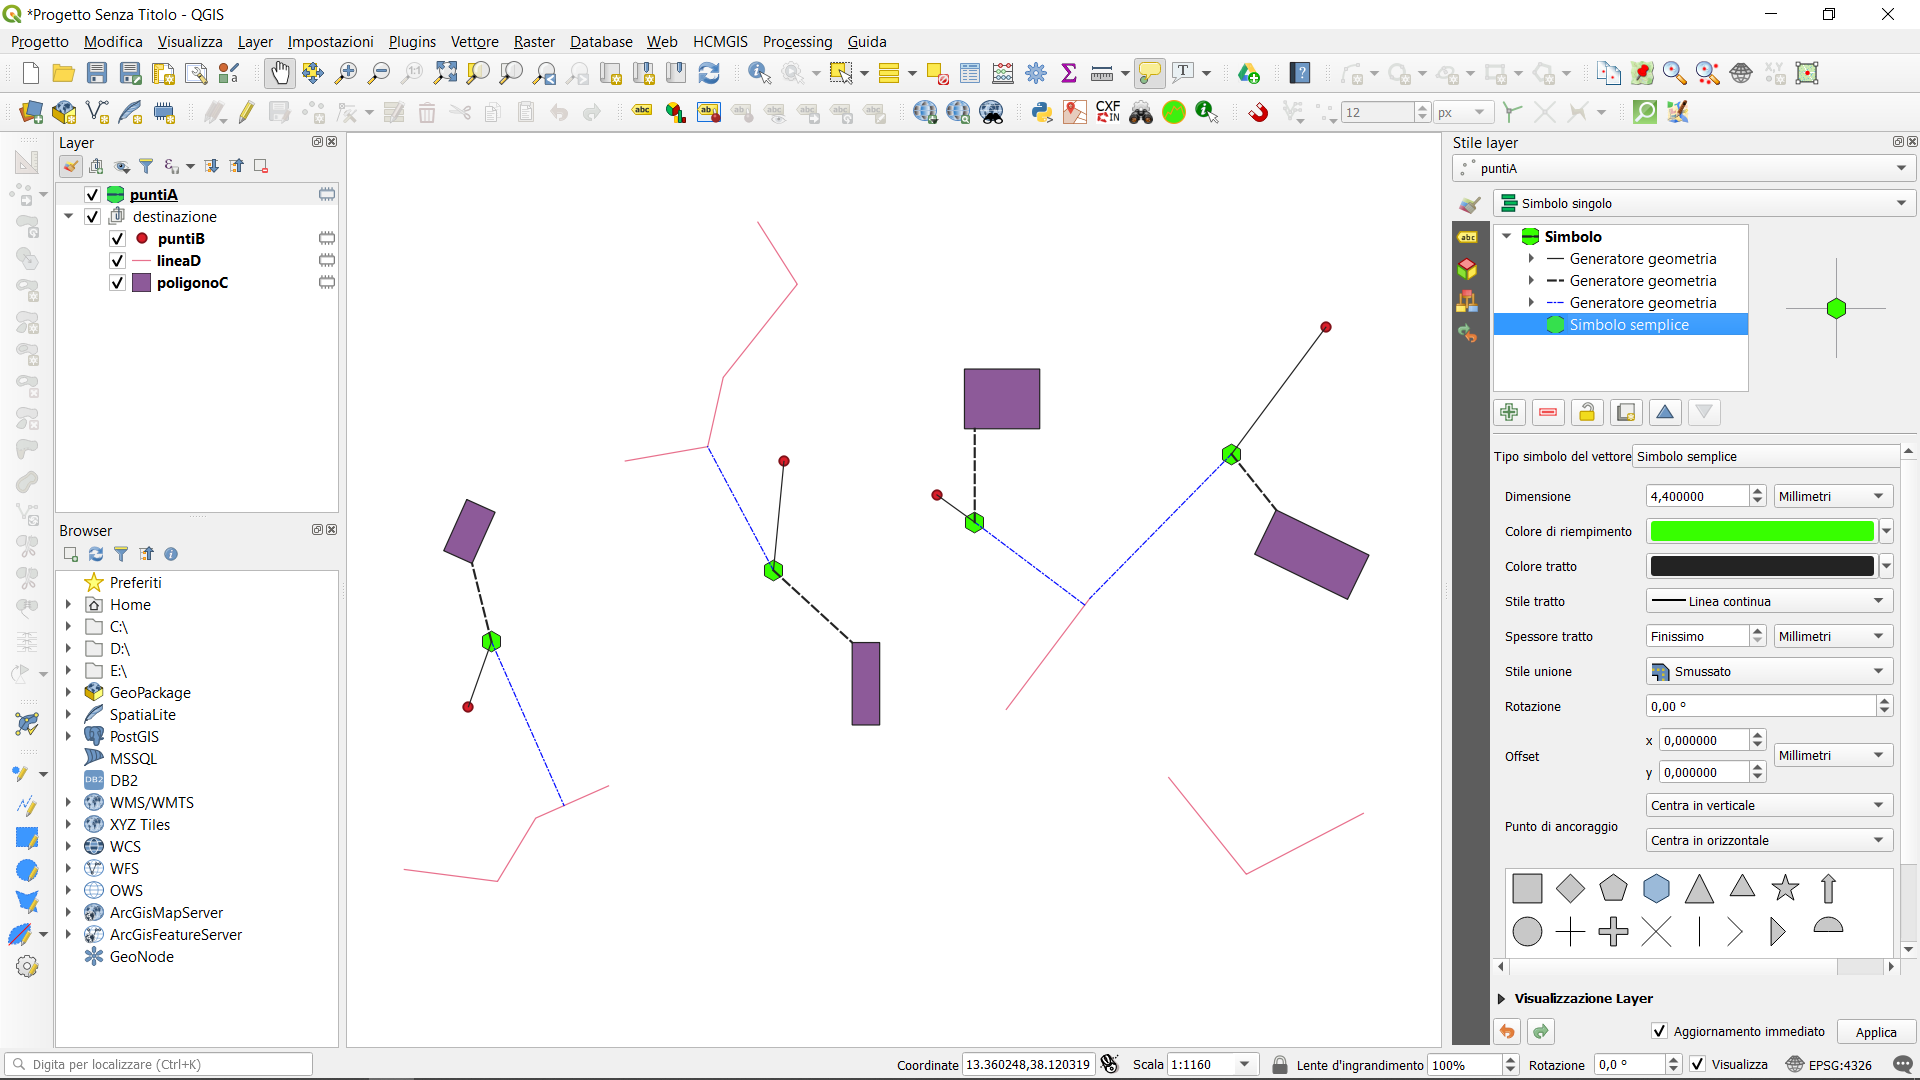 *Progetto Senza Titolo - QGIS
Progetto Modifica Visualizza Layer Impostazioni Plugins Vettore Raster Database Web HCMGIS Processing Guida
abc CXF IN 12 px
Layer
puntiA
destinazione
puntiB
lineaD
poligonoC
Browser
Preferiti
Home
C:\
D:\
E:\
GeoPackage
SpatiaLite
PostGIS
MSSQL
DB2 DB2
WMS/WMTS
XYZ Tiles
WCS
WFS
OWS
ArcGisMapServer
ArcGisFeatureServer
GeoNode
Stile layer
puntiA
Simbolo singolo
abc
Simbolo
Generatore geometria
Generatore geometria
Generatore geometria
Simbolo semplice
Tipo simbolo del vettore Simbolo semplice
Dimensione 4,400000 Millimetri
Colore di riempimento
Colore tratto
Stile tratto Linea continua
Spessore tratto Finissimo Millimetri
Stile unione Smussato
Rotazione 0,00 °
Offset x 0,000000 Millimetri
y 0,000000
Punto di ancoraggio Centra in verticale
Centra in orizzontale
Visualizzazione Layer
Aggiornamento immediato Applica
Digita per localizzare (Ctrl+K) Coordinate 13.360248,38.120319 Scala 1:1160 Lente d'ingrandimento 100% Rotazione 0,0 ° Visualizza EPSG:4326